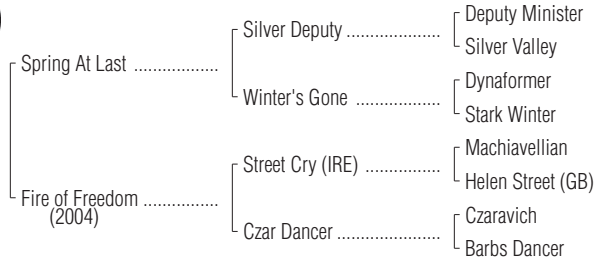 Deputy Minister
Silver Deputy ....................
Silver Valley
Spring At Last ..................
Dynaformer
Winter's Gone ..................
Stark Winter
Machiavellian
Street Cry (IRE) ................
Helen Street (GB)
Fire of Freedom ................
(2004)
Czaravich
Czar Dancer ......................
Barbs Dancer